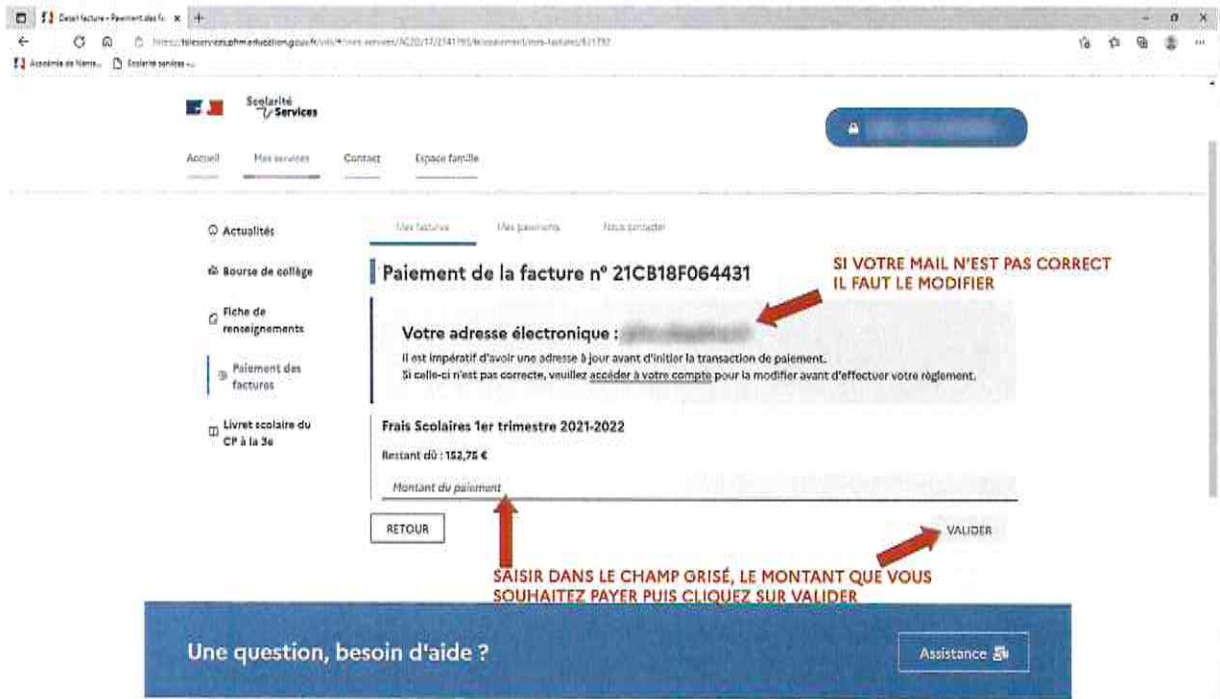 Scolarité
Services
Accueil Mes services Contact Espace famille
Actualités
Mes factures Mes paiements Nous contacter
Bourse de collège
Paiement de la facture n° 21CB18F064431
SI VOTRE MAIL N'EST PAS CORRECT
IL FAUT LE MODIFIER
Fiche de
renseignements
Votre adresse électronique :
Il est impératif d'avoir une adresse à jour avant d'initier la transaction de paiement.
Si celle-ci n'est pas correcte, veuillez accéder à votre compte pour la modifier avant d'effectuer votre règlement.
Paiement des
factures
Livret scolaire du
CP à la 3e
Frais Scolaires 1er trimestre 2021-2022
Restant dû : 152,75 €
Montant du paiement
RETOUR
VALIDER
SAISIR DANS LE CHAMP GRISÉ, LE MONTANT QUE VOUS
SOUHAITEZ PAYER PUIS CLIQUEZ SUR VALIDER
Une question, besoin d'aide ?
Assistance